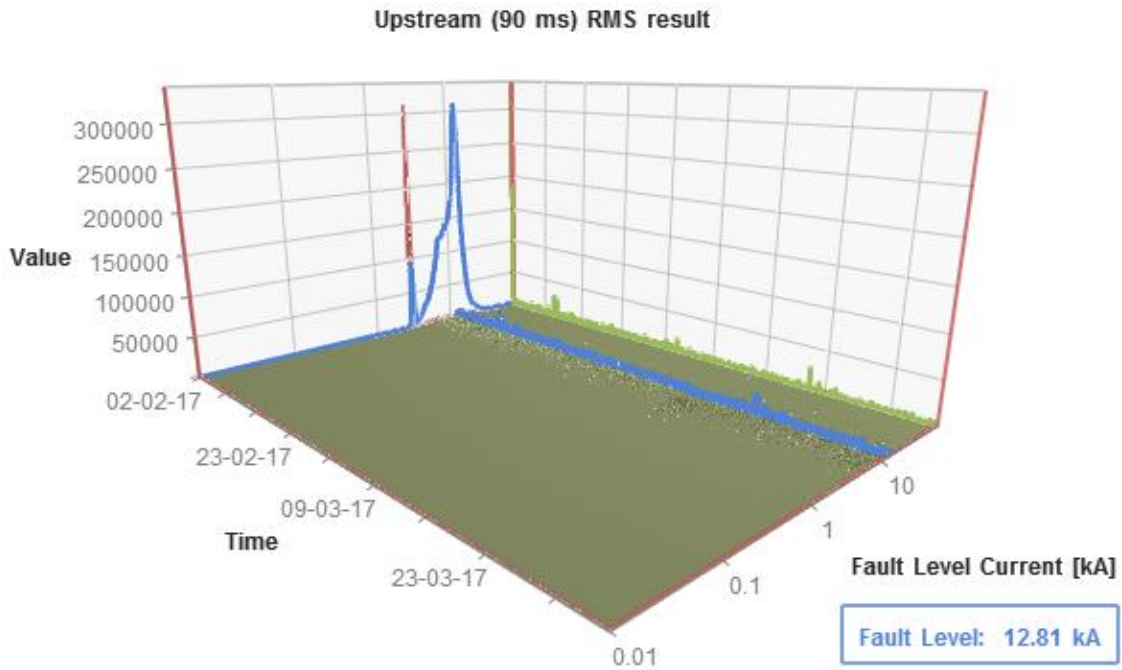 Upstream (90 ms) RMS result
300000
250000
200000
Value
150000
100000
50000
02-02-17
23-02-17
09-03-17
Time
23-03-17
10
1
0.1
0.01
Fault Level Current [kA]
Fault Level: 12.81 kA